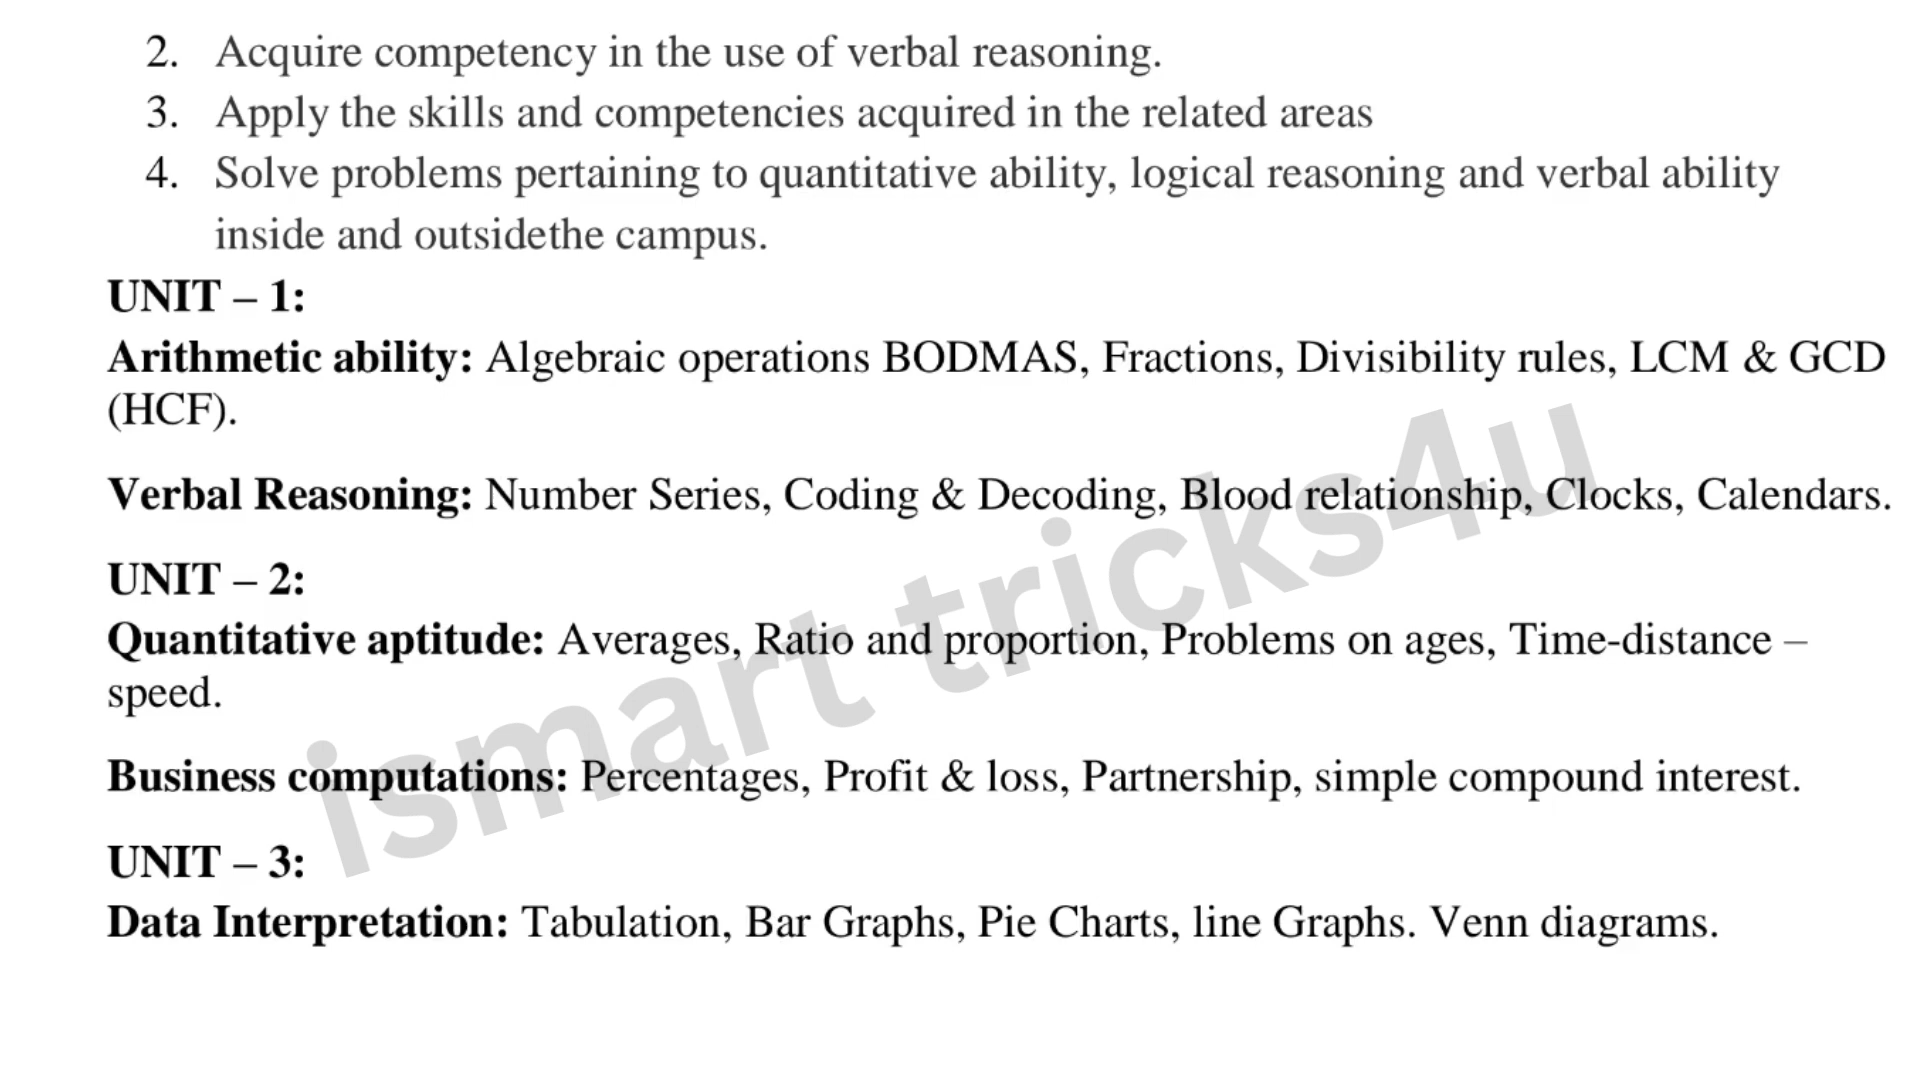 2. Acquire competency in the use of verbal reasoning.
3. Apply the skills and competencies acquired in the related areas
4. Solve problems pertaining to quantitative ability, logical reasoning and verbal ability
inside and outsidethe campus.
UNIT – 1:
Arithmetic ability: Algebraic operations BODMAS, Fractions, Divisibility rules, LCM & GCD
(HCF).
Verbal Reasoning: Number Series, Coding & Decoding, Blood relationship, Clocks, Calendars.
UNIT – 2:
Quantitative aptitude: Averages, Ratio and proportion, Problems on ages, Time-distance –
speed.
Business computations: Percentages, Profit & loss, Partnership, simple compound interest.
UNIT – 3:
Data Interpretation: Tabulation, Bar Graphs, Pie Charts, line Graphs. Venn diagrams.
ismart tricks4u